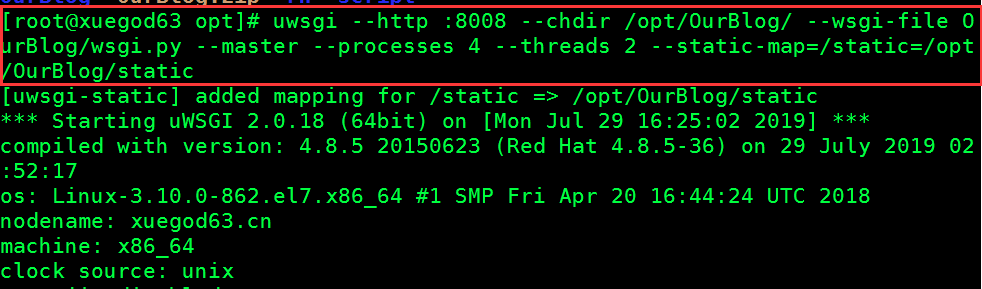 [root@xuegod63 opt]# uwsgi --http :8008 --chdir /opt/OurBlog/ --wsgi-file O
urBlog/wsgi.py --master --processes 4 --threads 2 --static-map=/static=/opt
/OurBlog/static
[uwsgi-static] added mapping for /static => /opt/OurBlog/static
*** Starting uWSGI 2.0.18 (64bit) on [Mon Jul 29 16:25:02 2019] ***
compiled with version: 4.8.5 20150623 (Red Hat 4.8.5-36) on 29 July 2019 02
:52:17
os: Linux-3.10.0-862.el7.x86_64 #1 SMP Fri Apr 20 16:44:24 UTC 2018
nodename: xuegod63.cn
machine: x86_64
clock source: unix